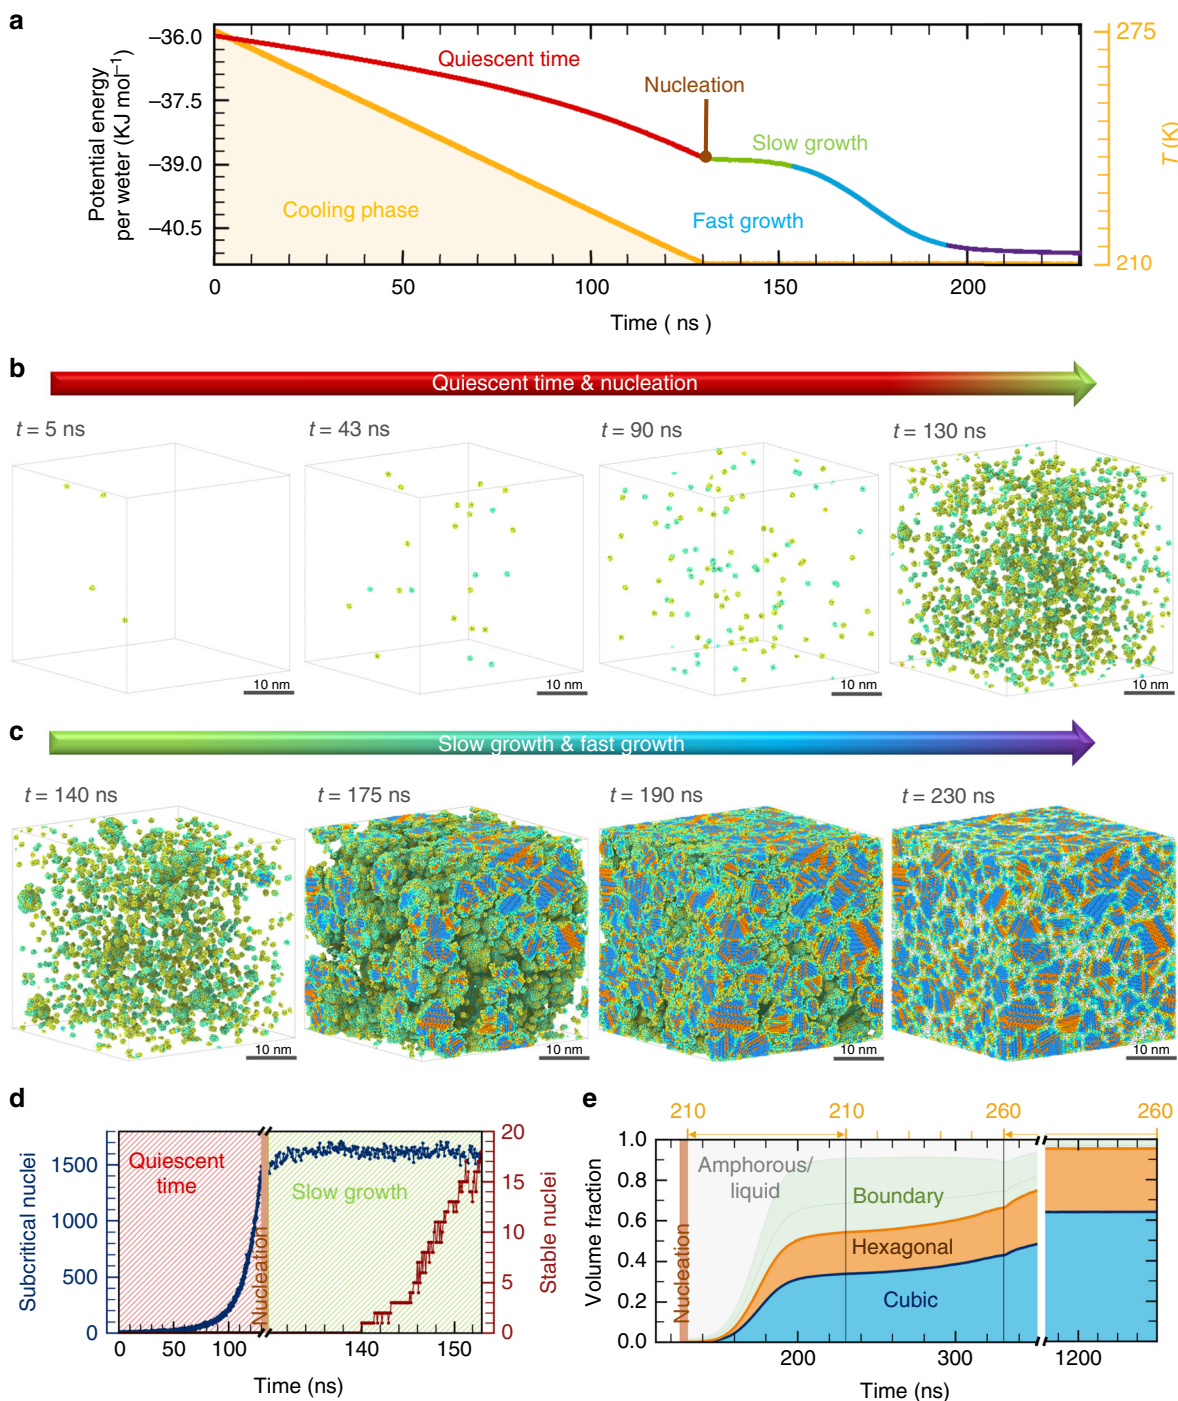 a
Potential energy
per weter (KJ mol⁻¹)
–36.0
–37.5
–39.0
–40.5
Quiescent time
Nucleation
Slow growth
Cooling phase
Fast growth
275
T (K)
210
0 50 100 150 200
Time ( ns )
b
Quiescent time & nucleation
t = 5 ns
t = 43 ns
t = 90 ns
t = 130 ns
10 nm
10 nm
10 nm
10 nm
c
Slow growth & fast growth
t = 140 ns
t = 175 ns
t = 190 ns
t = 230 ns
10 nm
10 nm
10 nm
10 nm
d
Subcritical nuclei
1500
1000
500
0
Quiescent
time
Nucleation
Slow growth
20
15
10
5
0
Stable nuclei
0 50 100 140 150
Time (ns)
e
210 210 260 260
Volume fraction
1.0
0.8
0.6
0.4
0.2
0.0
Nucleation
Amphorous/
liquid
Boundary
Hexagonal
Cubic
200 300 1200
Time (ns)